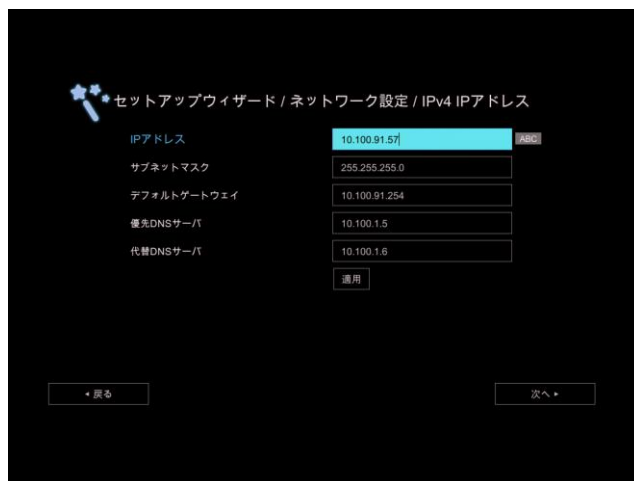 セットアップウィザード / ネットワーク設定 / IPv4 IPアドレス
IPアドレス 10.100.91.57 ABC
サブネットマスク 255.255.255.0
デフォルトゲートウェイ 10.100.91.254
優先DNSサーバ 10.100.1.5
代替DNSサーバ 10.100.1.6
適用
◂ 戻る 次へ ▸